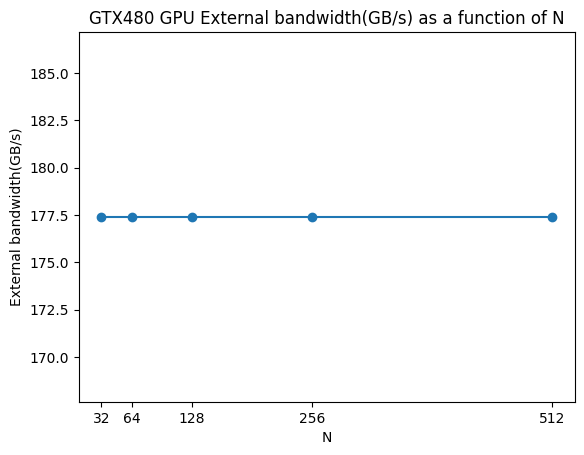 GTX480 GPU External bandwidth(GB/s) as a function of N
External bandwidth(GB/s)
185.0
182.5
180.0
177.5
175.0
172.5
170.0
32 64 128 256 512
N